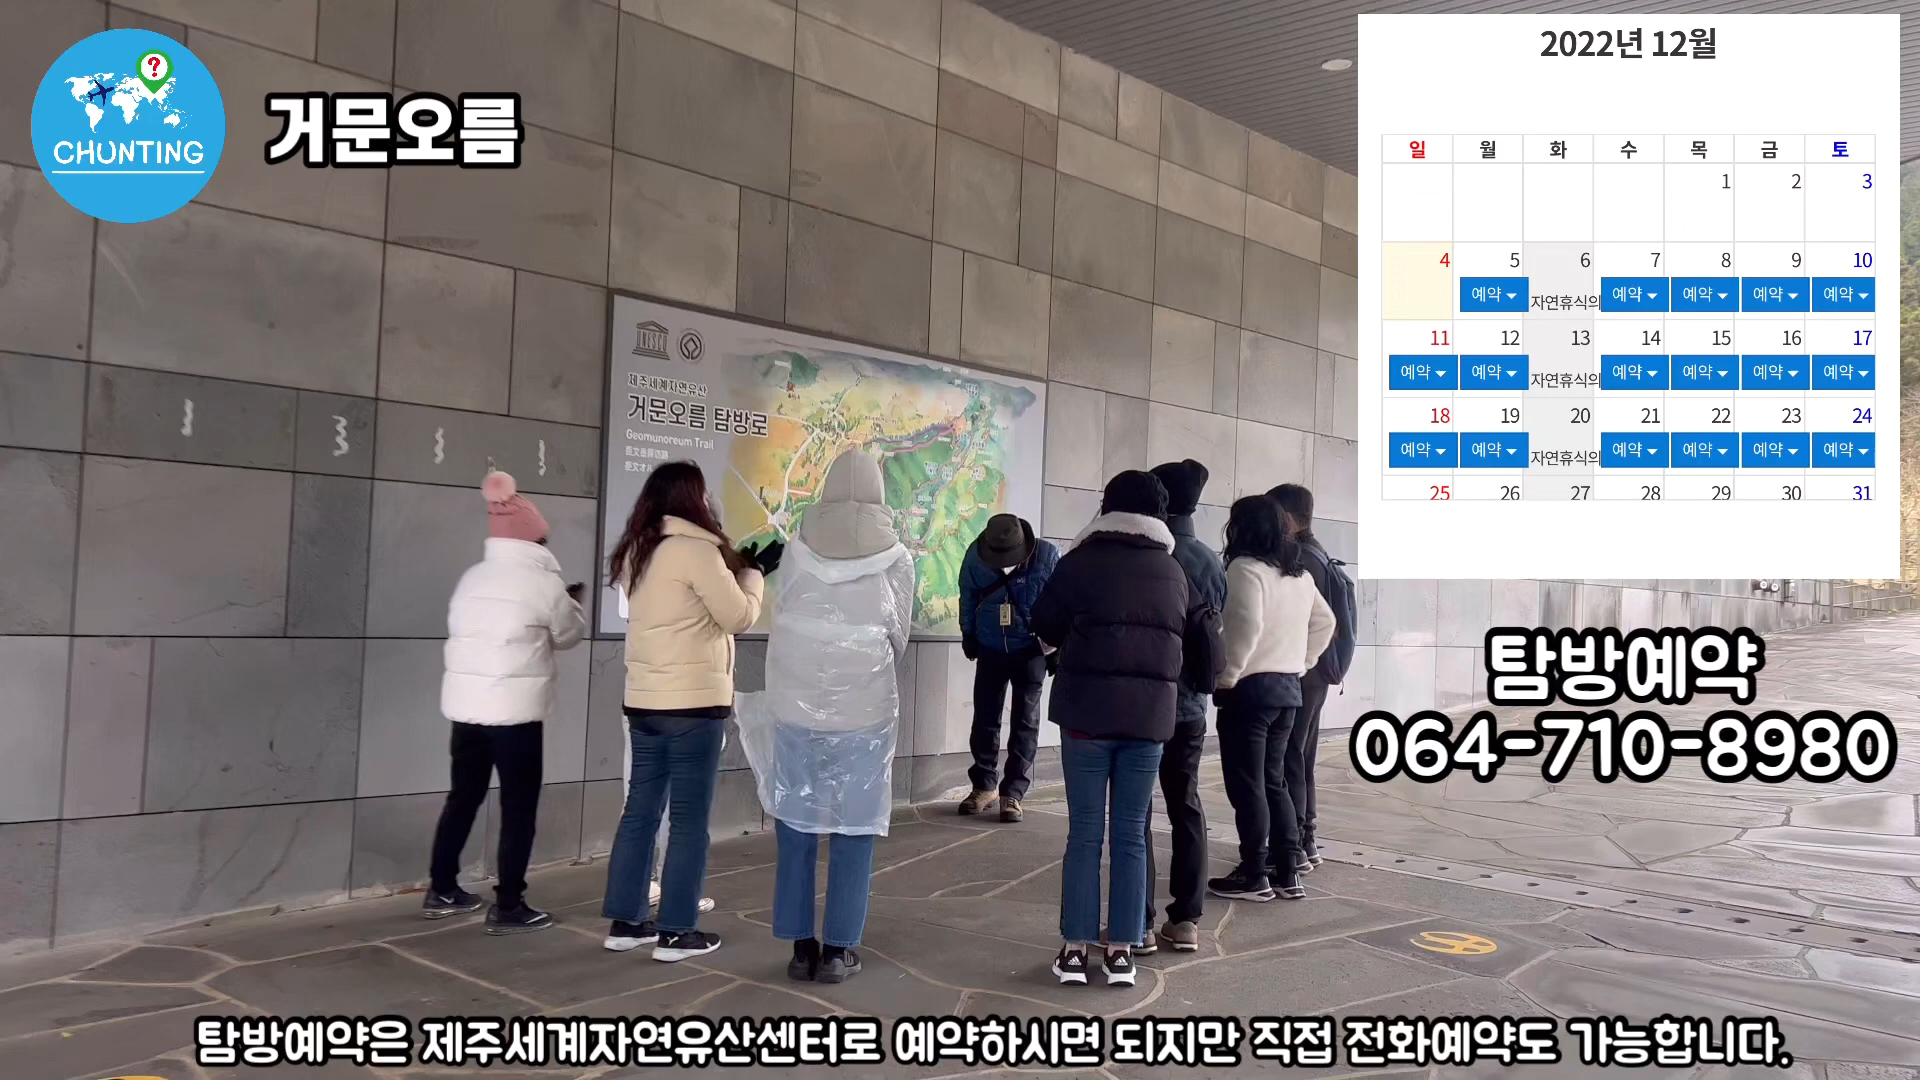 CHUNTING
거문오름
2022년 12월
일 월 화 수 목 금 토
1 2 3
4 5 6 7 8 9 10
예약 자연휴식의 예약 예약 예약 예약
11 12 13 14 15 16 17
예약 예약 자연휴식의 예약 예약 예약 예약
18 19 20 21 22 23 24
예약 예약 자연휴식의 예약 예약 예약 예약
25 26 27 28 29 30 31
UNESCO
제주세계자연유산
거문오름 탐방로
Geomunoreum Trail
탐방예약
064-710-8980
탐방예약은 제주세계자연유산센터로 예약하시면 되지만 직접 전화예약도 가능합니다.